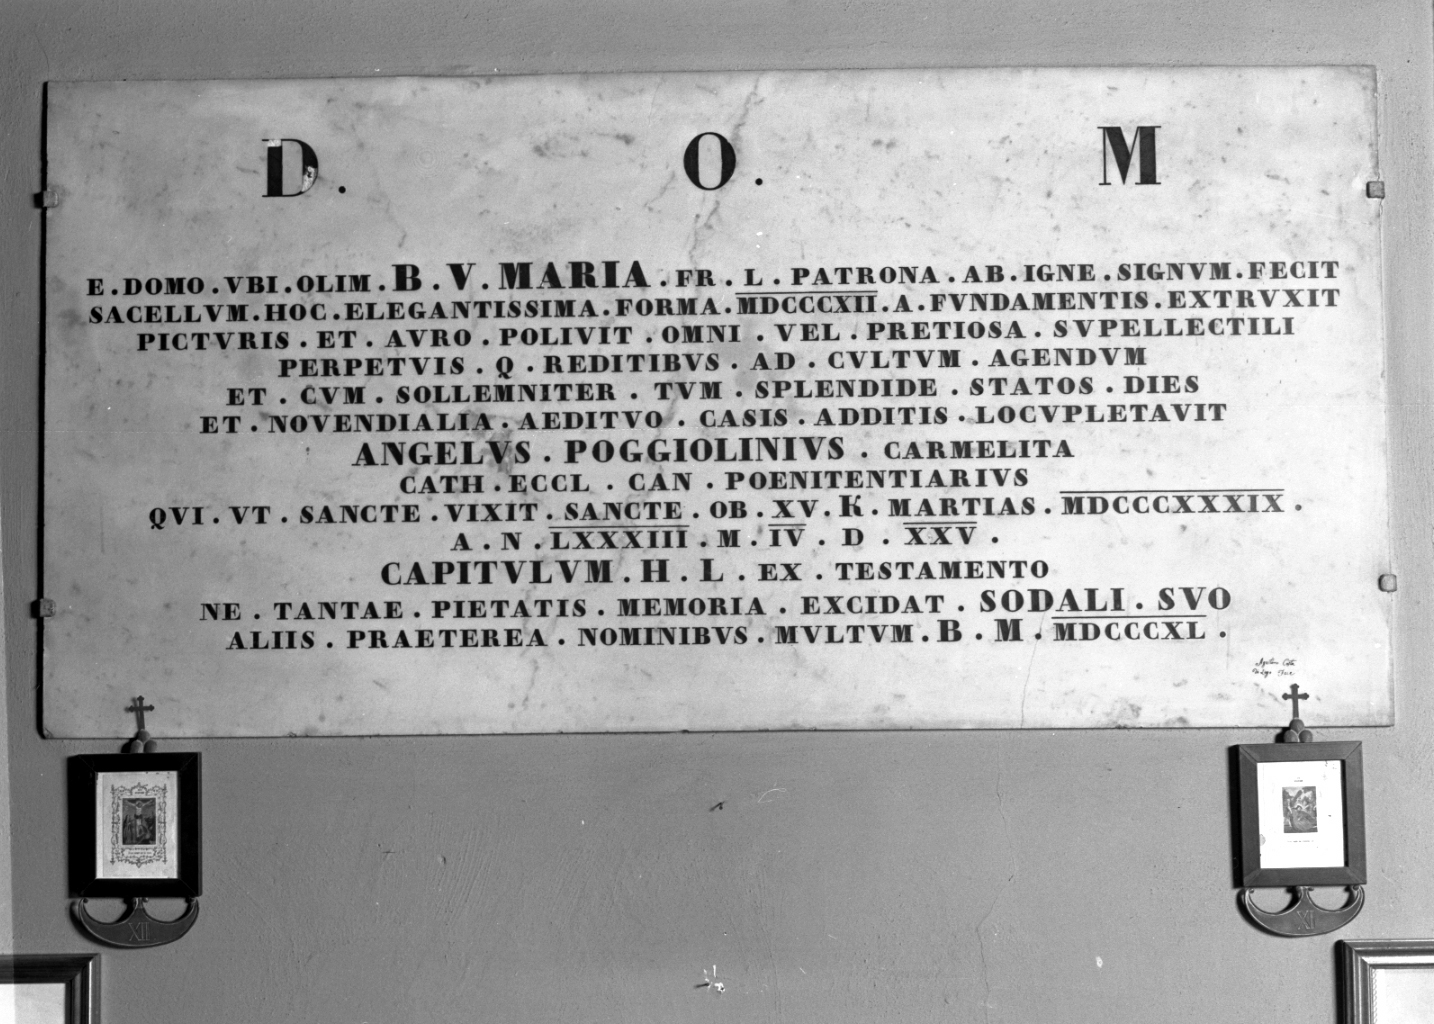 D. O. M
E. DOMO. VBI. OLIM. B. V. MARIA. FR. L. PATRONA. AB. IGNE. SIGNVM. FECIT
SACELLVM. HOC. ELEGANTISSIMA. FORMA. MDCCCXII. A. FVNDAMENTIS. EXTRVXIT
PICTVRIS. ET. AVRO. POLIVIT. OMNI. VEL. PRETIOSA. SVPELLECTILI
PERPETVIS. Q. REDITIBVS. AD. CVLTVM. AGENDVM
ET. CVM. SOLLEMNITER. TVM. SPLENDIDE. STATOS. DIES
ET. NOVENDIALIA. AEDITVO. CASIS. ADDITIS. LOCVPLETAVIT
ANGELVS. POGGIOLINIVS. CARMELITA
CATH. ECCL. CAN. POENITENTIARIVS
QVI. VT. SANCTE. VIXIT. SANCTE. OB. XV. K. MARTIAS. MDCCCXXXIX.
A. N. LXXXIIII. M. IV. D. XXV.
CAPITVLVM. H. L. EX. TESTAMENTO
NE. TANTAE. PIETATIS. MEMORIA. EXCIDAT. SODALI. SVO
ALIIS. PRAETEREA. NOMINIBVS. MVLTVM. B. M. MDCCCXL.
XII
XI